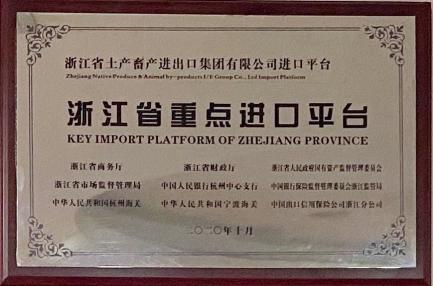 浙江省土产畜产进出口集团有限公司进口平台
Zhejiang Native Produce & Animal by-products I/E Group Co., Ltd Import Platform
浙江省重点进口平台
KEY IMPORT PLATFORM OF ZHEJIANG PROVINCE
浙江省商务厅 浙江省财政厅 浙江省人民政府国有资产监督管理委员会
浙江省市场监督管理局 中国人民银行杭州中心支行 中国银行保险监督管理委员会浙江监管局
中华人民共和国杭州海关 中华人民共和国宁波海关 中国出口信用保险公司浙江分公司
二〇二〇年十月